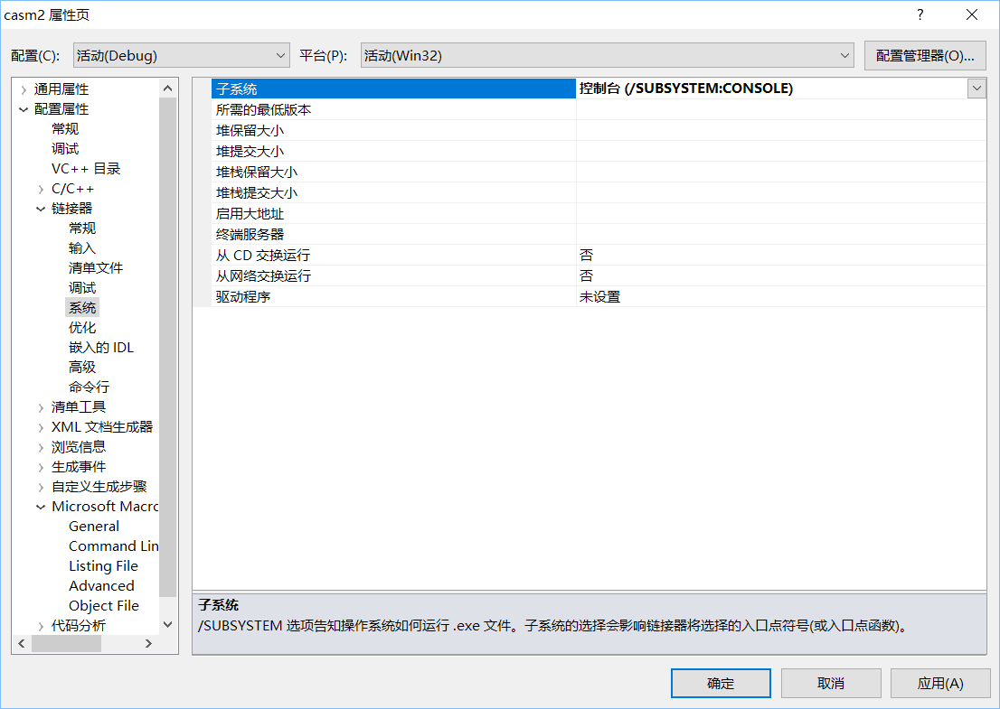 casm2 属性页
?
配置(C): 活动(Debug) 平台(P): 活动(Win32) 配置管理器(O)...
通用属性
配置属性
常规
调试
VC++ 目录
C/C++
链接器
常规
输入
清单文件
调试
系统
优化
嵌入的 IDL
高级
命令行
清单工具
XML 文档生成器
浏览信息
生成事件
自定义生成步骤
Microsoft Macro
General
Command Lin
Listing File
Advanced
Object File
代码分析
子系统 控制台 (/SUBSYSTEM:CONSOLE)
所需的最低版本
堆保留大小
堆提交大小
堆栈保留大小
堆栈提交大小
启用大地址
终端服务器
从 CD 交换运行 否
从网络交换运行 否
驱动程序 未设置
子系统
/SUBSYSTEM 选项告知操作系统如何运行 .exe 文件。子系统的选择会影响链接器将选择的入口点符号(或入口点函数)。
确定 取消 应用(A)